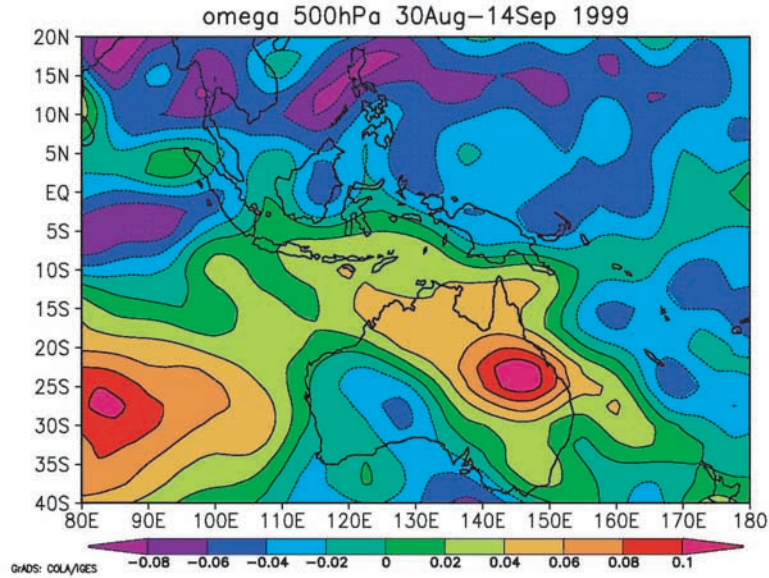 omega 500hPa 30Aug-14Sep 1999
20N
15N
10N
5N
EQ
5S
10S
15S
20S
25S
30S
35S
40S
80E 90E 100E 110E 120E 130E 140E 150E 160E 170E 180
-0.08 -0.06 -0.04 -0.02 0 0.02 0.04 0.06 0.08 0.1
GrADS: COLA/IGES